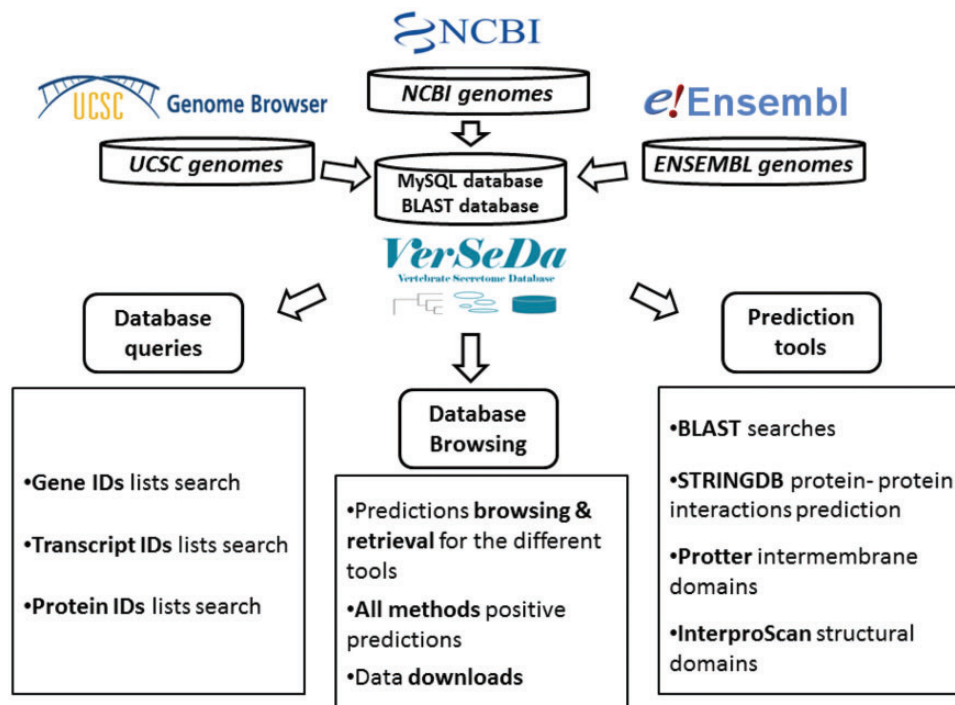 NCBI
NCBI genomes
UCSC Genome Browser
UCSC genomes
e!Ensembl
ENSEMBL genomes
MySQL database
BLAST database
VerSeDa
Vertebrate Secretome Database
Database
queries
•Gene IDs lists search
•Transcript IDs lists search
•Protein IDs lists search
Database
Browsing
•Predictions browsing &
retrieval for the different
tools
•All methods positive
predictions
•Data downloads
Prediction
tools
•BLAST searches
•STRINGDB protein- protein
interactions prediction
•Protter intermembrane
domains
•InterproScan structural
domains